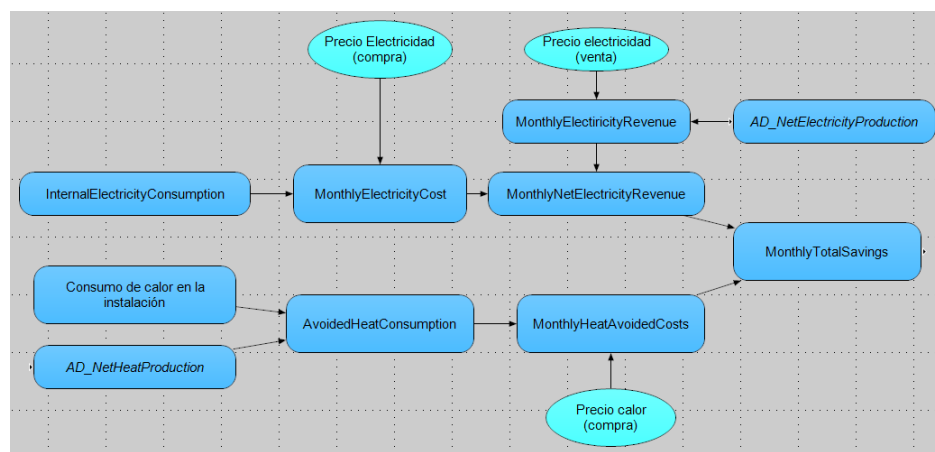 Precio Electricidad
(compra)
Precio electricidad
(venta)
MonthlyElectiricityRevenue
AD_NetElectricityProduction
InternalElectricityConsumption
MonthlyElectricityCost
MonthlyNetElectricityRevenue
MonthlyTotalSavings
Consumo de calor en la
instalación
AvoidedHeatConsumption
MonthlyHeatAvoidedCosts
AD_NetHeatProduction
Precio calor
(compra)